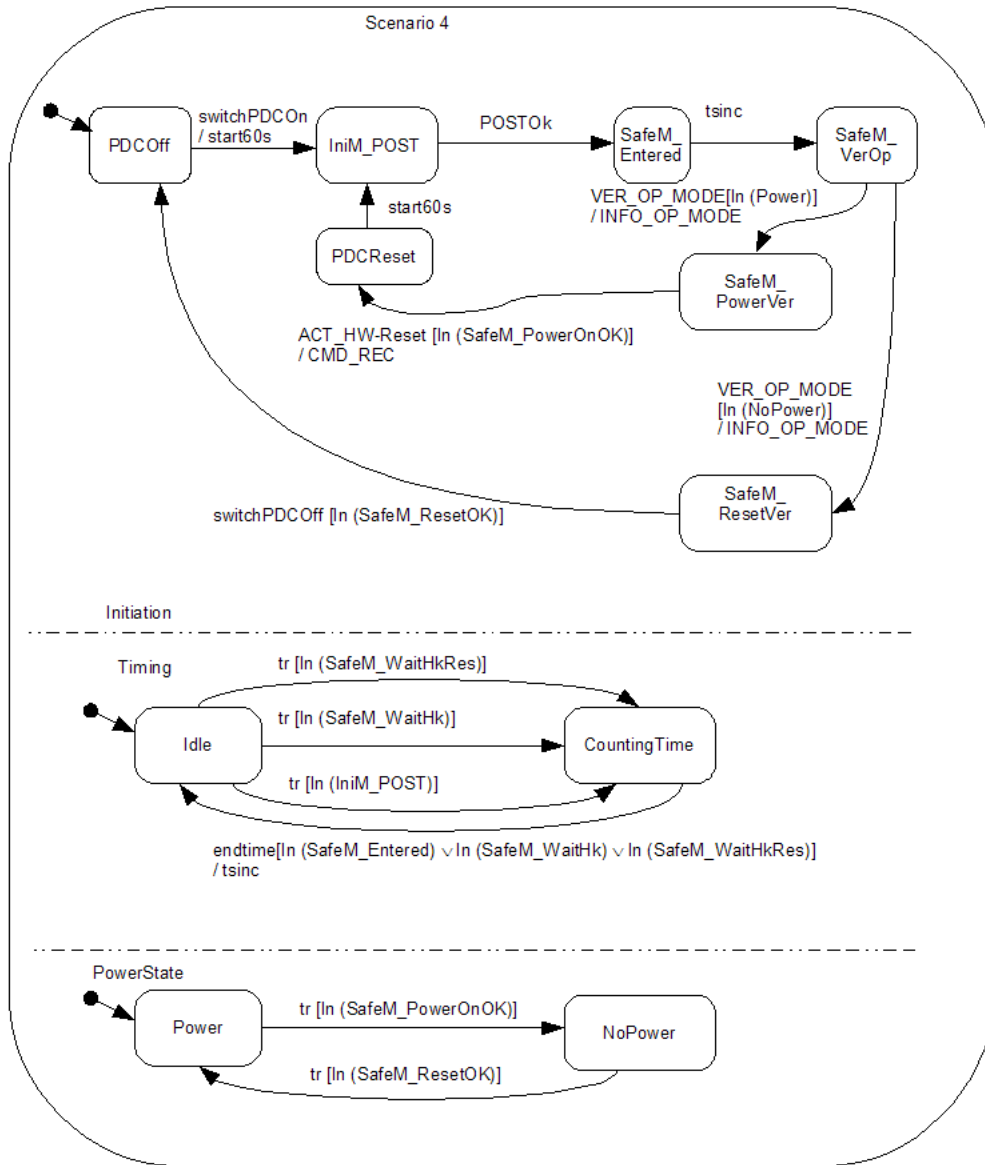 Scenario 4
switchPDCOn
/ start60s
PDCOff
IniM_POST
POSTOk
SafeM_
Entered
tsinc
SafeM_
VerOp
start60s
PDCReset
VER_OP_MODE[In (Power)]
/ INFO_OP_MODE
SafeM_
PowerVer
ACT_HW-Reset [In (SafeM_PowerOnOK)]
/ CMD_REC
VER_OP_MODE
[In (NoPower)]
/ INFO_OP_MODE
SafeM_
ResetVer
switchPDCOff [In (SafeM_ResetOK)]
Initiation
Timing
tr [In (SafeM_WaitHkRes)]
Idle
tr [In (SafeM_WaitHk)]
CountingTime
tr [In (IniM_POST)]
endtime[In (SafeM_Entered) ∨ In (SafeM_WaitHk) ∨ In (SafeM_WaitHkRes)]
/ tsinc
PowerState
Power
tr [In (SafeM_PowerOnOK)]
NoPower
tr [In (SafeM_ResetOK)]